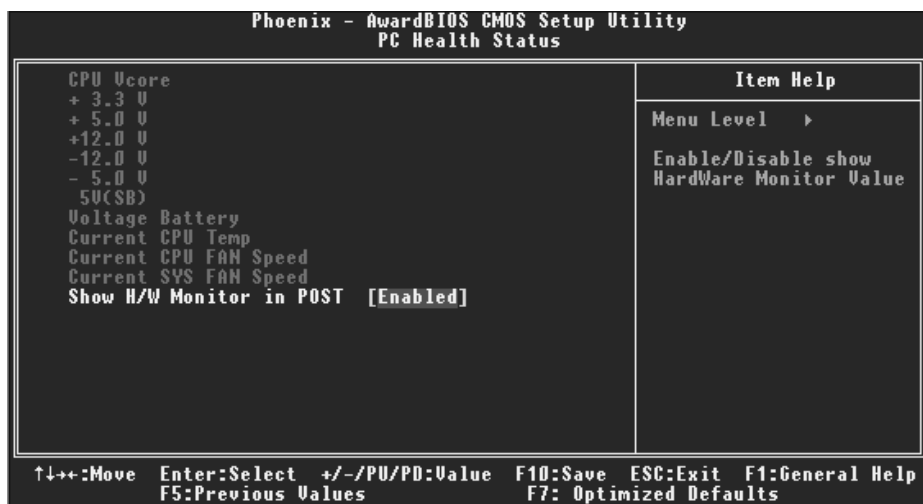 Phoenix - AwardBIOS CMOS Setup Utility
PC Health Status
CPU Vcore
+ 3.3 V
+ 5.0 V
+12.0 V
-12.0 V
- 5.0 V
5V(SB)
Voltage Battery
Current CPU Temp
Current CPU FAN Speed
Current SYS FAN Speed
Show H/W Monitor in POST [Enabled]
Item Help
Menu Level ▸
Enable/Disable show
HardWare Monitor Value
↑↓→←:Move Enter:Select +/-/PU/PD:Value F10:Save ESC:Exit F1:General Help
F5:Previous Values F7: Optimized Defaults